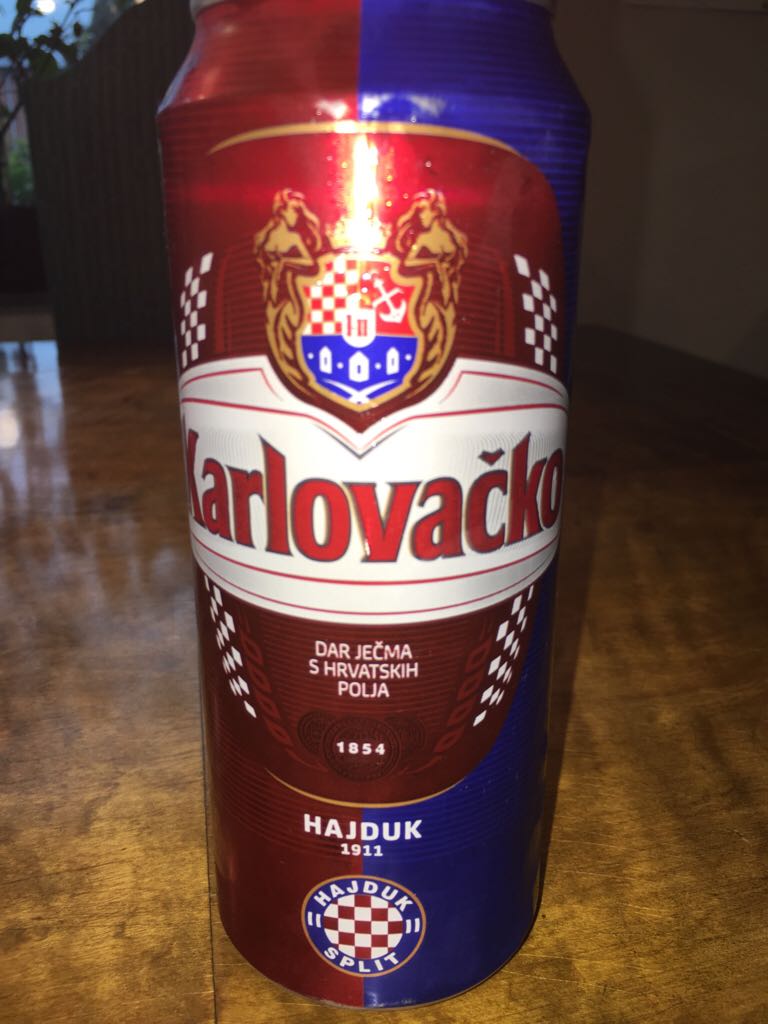 Karlovačko
DAR JEČMA
S HRVATSKIH
POLJA
1854
HAJDUK
1911
HAJDUK
SPLIT